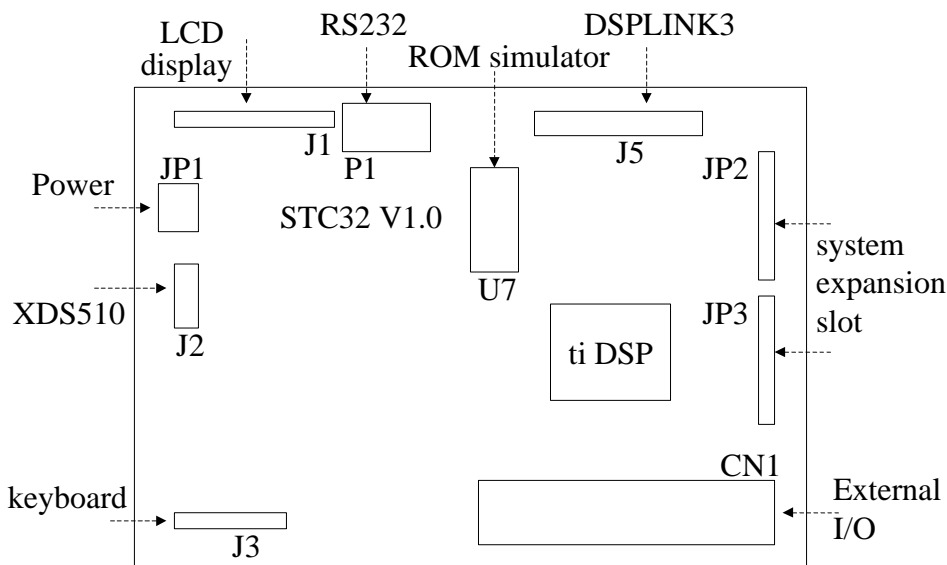 LCD
display
RS232
ROM simulator
DSPLINK3
J1
P1
J5
JP1
JP2
Power
STC32 V1.0
system
expansion
slot
U7
XDS510
J2
JP3
ti DSP
CN1
keyboard
J3
External
I/O